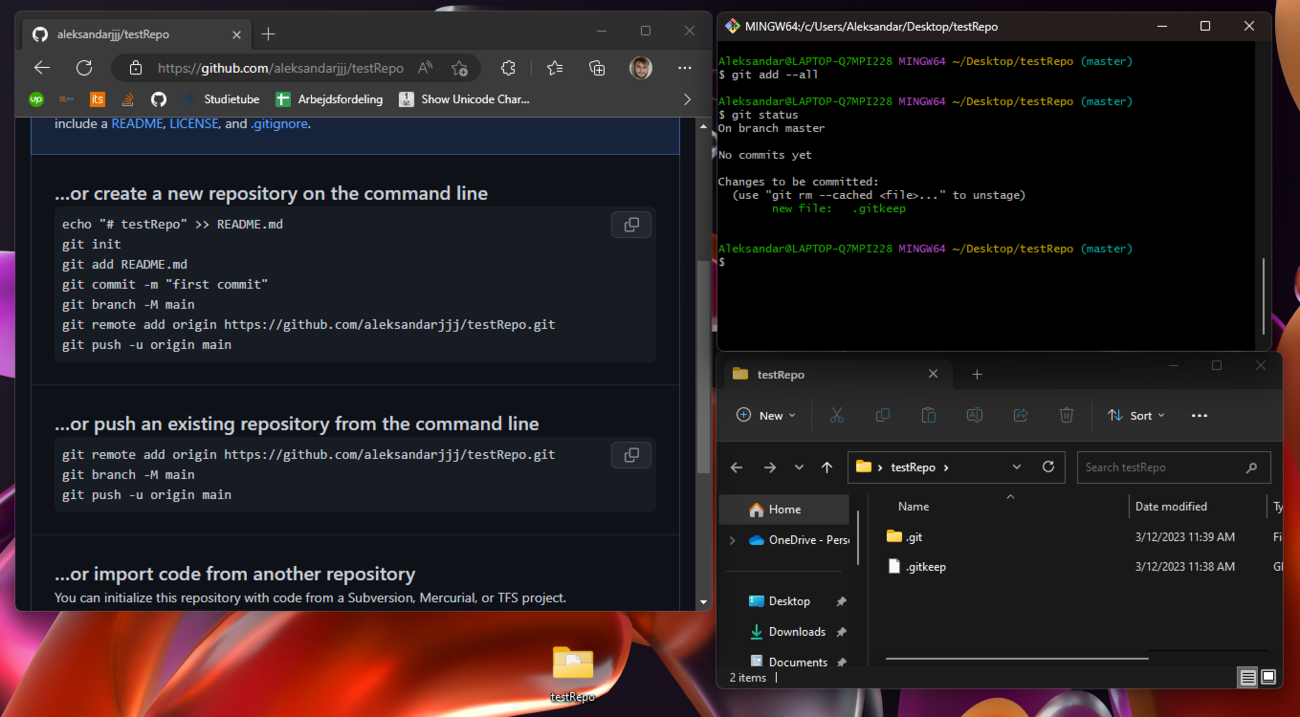 aleksandarjjj/testRepo
https://github.com/aleksandarjjj/testRepo
up
its
Studietube
Arbejdsfordeling
Show Unicode Char...
include a README, LICENSE, and .gitignore.
...or create a new repository on the command line
echo "# testRepo" >> README.md
git init
git add README.md
git commit -m "first commit"
git branch -M main
git remote add origin https://github.com/aleksandarjjj/testRepo.git
git push -u origin main
...or push an existing repository from the command line
git remote add origin https://github.com/aleksandarjjj/testRepo.git
git branch -M main
git push -u origin main
...or import code from another repository
You can initialize this repository with code from a Subversion, Mercurial, or TFS project.
testRepo
MINGW64:/c/Users/Aleksandar/Desktop/testRepo
Aleksandar@LAPTOP-Q7MPI228 MINGW64 ~/Desktop/testRepo (master)
$ git add --all
Aleksandar@LAPTOP-Q7MPI228 MINGW64 ~/Desktop/testRepo (master)
$ git status
On branch master
No commits yet
Changes to be committed:
(use "git rm --cached <file>..." to unstage)
new file: .gitkeep
Aleksandar@LAPTOP-Q7MPI228 MINGW64 ~/Desktop/testRepo (master)
$
testRepo
New
Sort
testRepo
Search testRepo
Home
OneDrive - Pers
Desktop
Downloads
Documents
Name Date modified Ty
.git 3/12/2023 11:39 AM Fi
.gitkeep 3/12/2023 11:38 AM GI
2 items